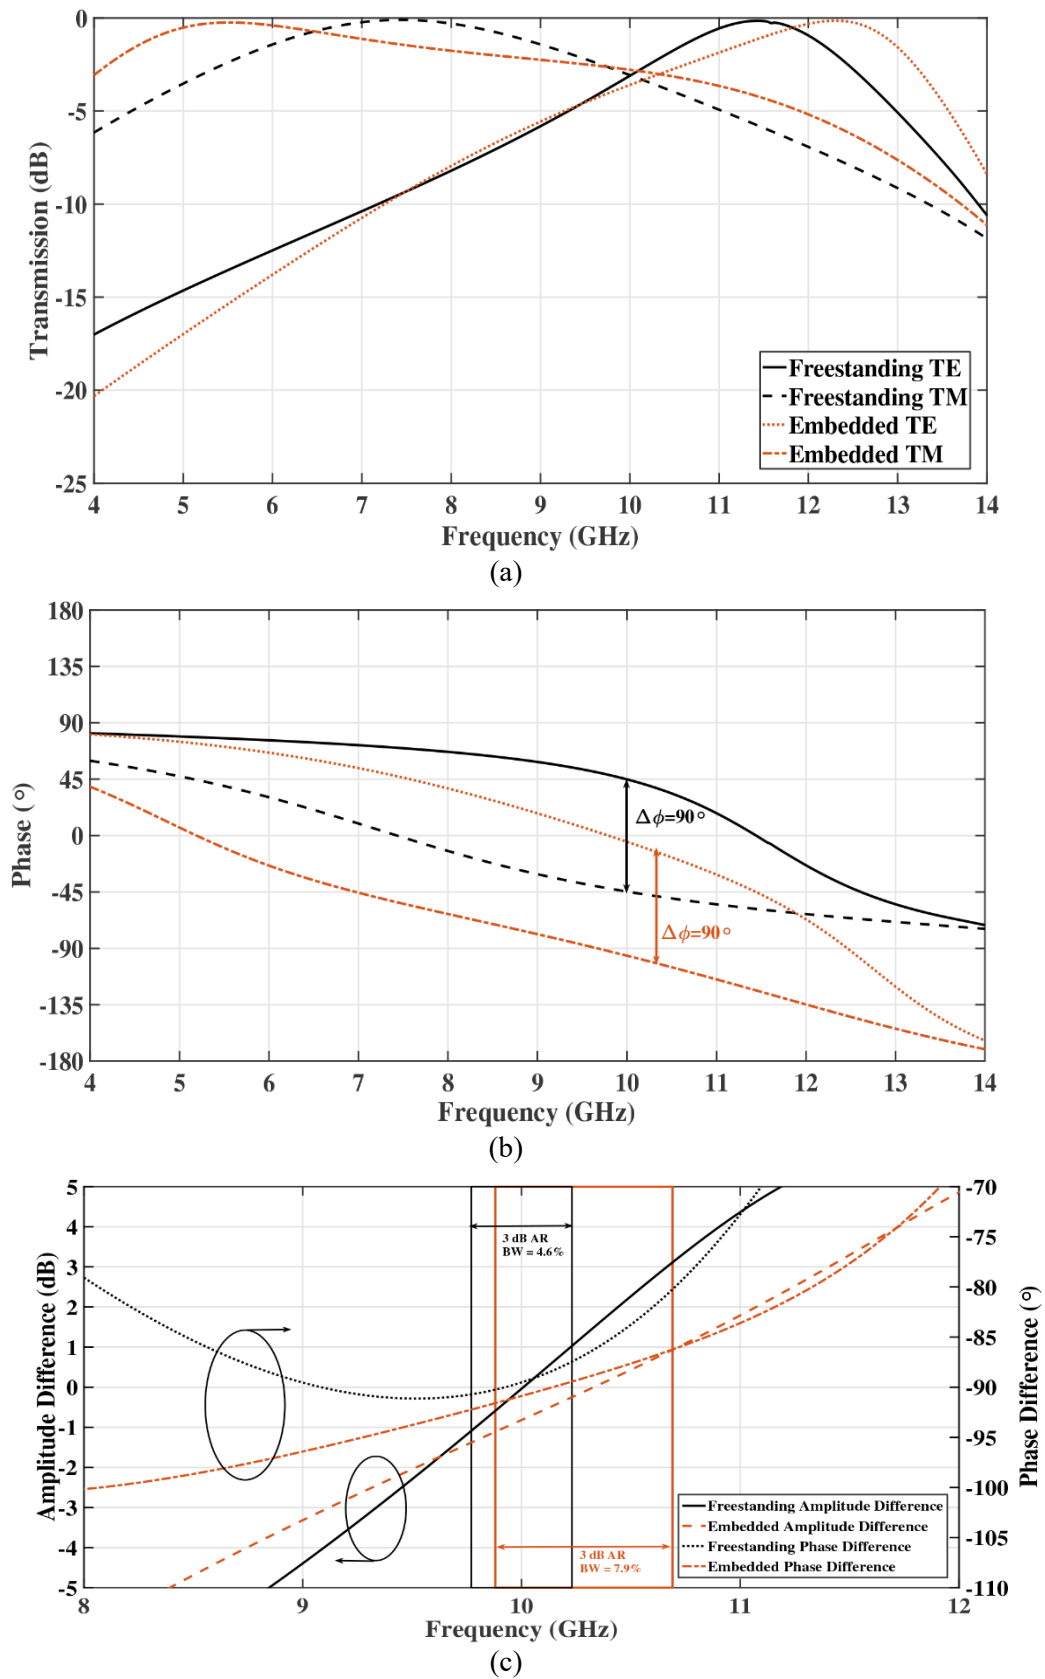 0
-5
-10
-15
-20
-25
Transmission (dB)
Freestanding TE
Freestanding TM
Embedded TE
Embedded TM
4 5 6 7 8 9 10 11 12 13 14
Frequency (GHz)
(a)
180
135
90
45
0
-45
-90
-135
-180
Phase (°)
Δϕ=90°
Δϕ=90°
4 5 6 7 8 9 10 11 12 13 14
Frequency (GHz)
(b)
5
4
3
2
1
0
-1
-2
-3
-4
-5
Amplitude Difference (dB)
3 dB AR
BW = 4.6%
3 dB AR
BW = 7.9%
Freestanding Amplitude Difference
Embedded Amplitude Difference
Freestanding Phase Difference
Embedded Phase Difference
-70
-75
-80
-85
-90
-95
-100
-105
-110
Phase Difference (°)
8 9 10 11 12
Frequency (GHz)
(c)